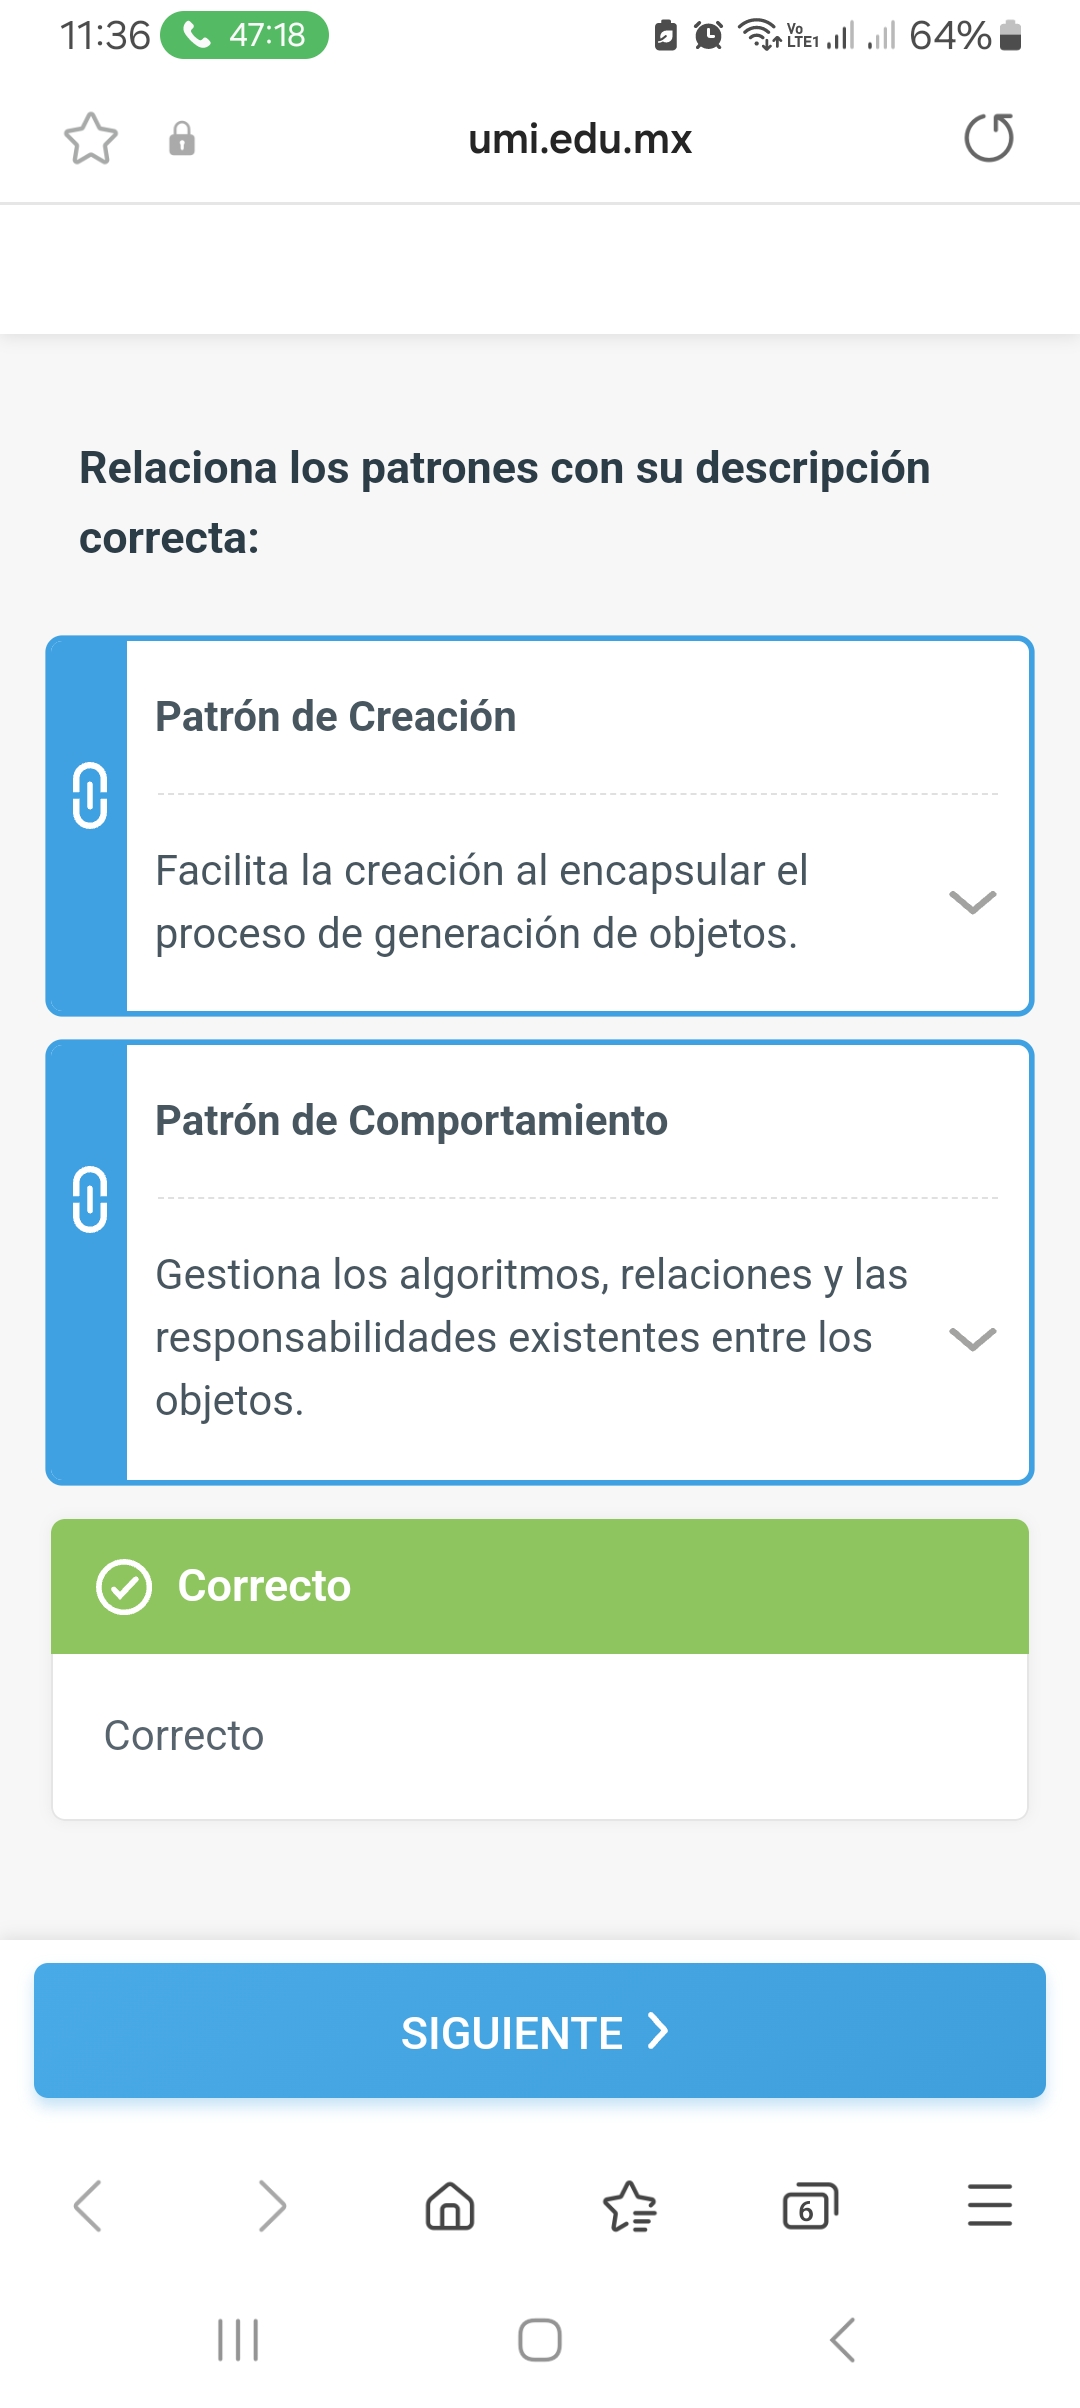 11:36
47:18
Vo
LTE1
64%
umi.edu.mx
Relaciona los patrones con su descripción
correcta:
Patrón de Creación
Facilita la creación al encapsular el
proceso de generación de objetos.
Patrón de Comportamiento
Gestiona los algoritmos, relaciones y las
responsabilidades existentes entre los
objetos.
Correcto
Correcto
SIGUIENTE
6